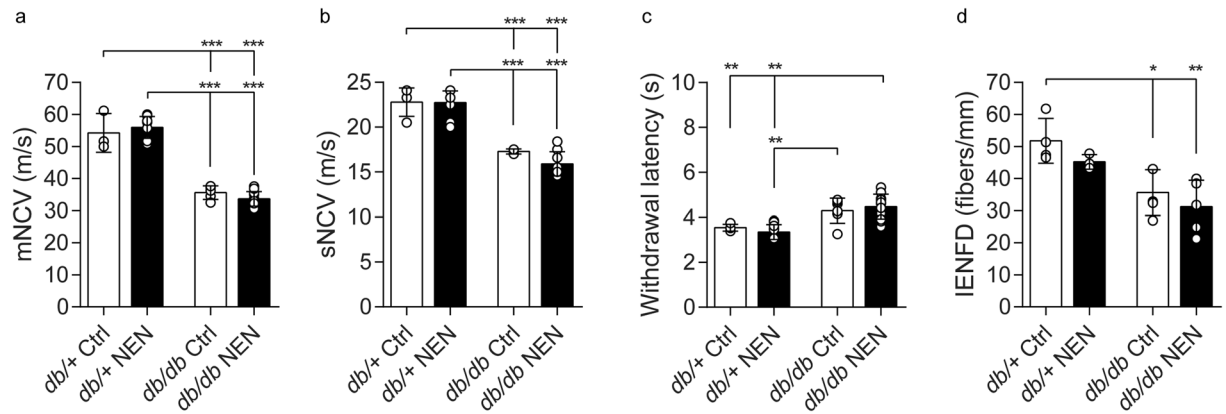 a
*** ***
*** ***
mNCV (m/s)
70
60
50
40
30
20
10
0
db/+ Ctrl
db/+ NEN
db/db Ctrl
db/db NEN
b
*** ***
*** ***
sNCV (m/s)
25
20
15
10
5
0
db/+ Ctrl
db/+ NEN
db/db Ctrl
db/db NEN
c
** **
**
Withdrawal latency (s)
10
8
6
4
2
0
db/+ Ctrl
db/+ NEN
db/db Ctrl
db/db NEN
d
* **
IENFD (fibers/mm)
70
60
50
40
30
20
10
0
db/+ Ctrl
db/+ NEN
db/db Ctrl
db/db NEN